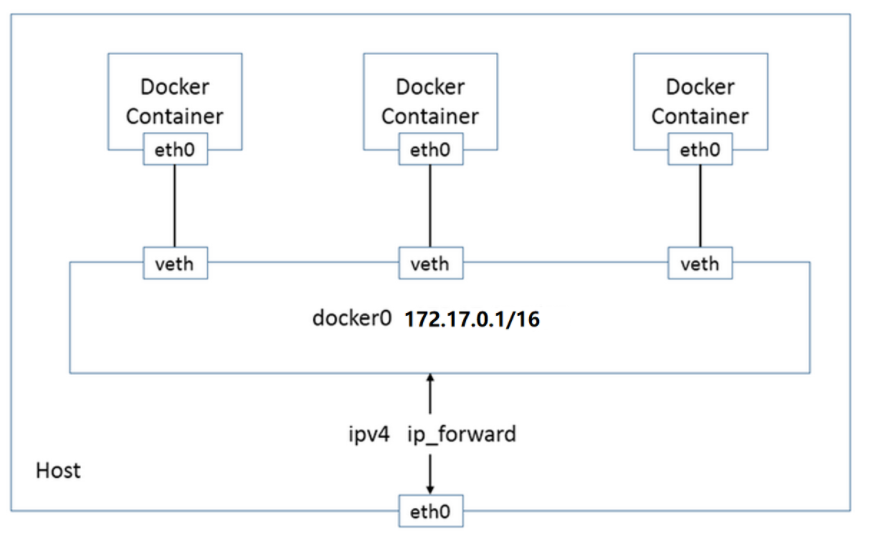 Docker
Container
Docker
Container
Docker
Container
eth0
eth0
eth0
veth
veth
veth
docker0 172.17.0.1/16
ipv4 ip_forward
Host
eth0